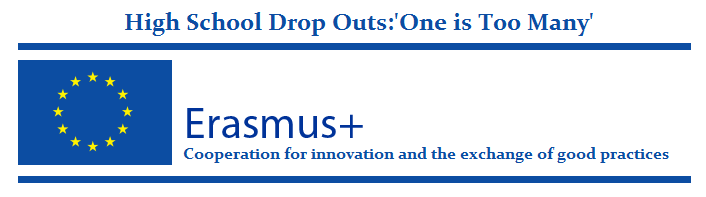 High School Drop Outs:'One is Too Many'
Erasmus+
Cooperation for innovation and the exchange of good practices